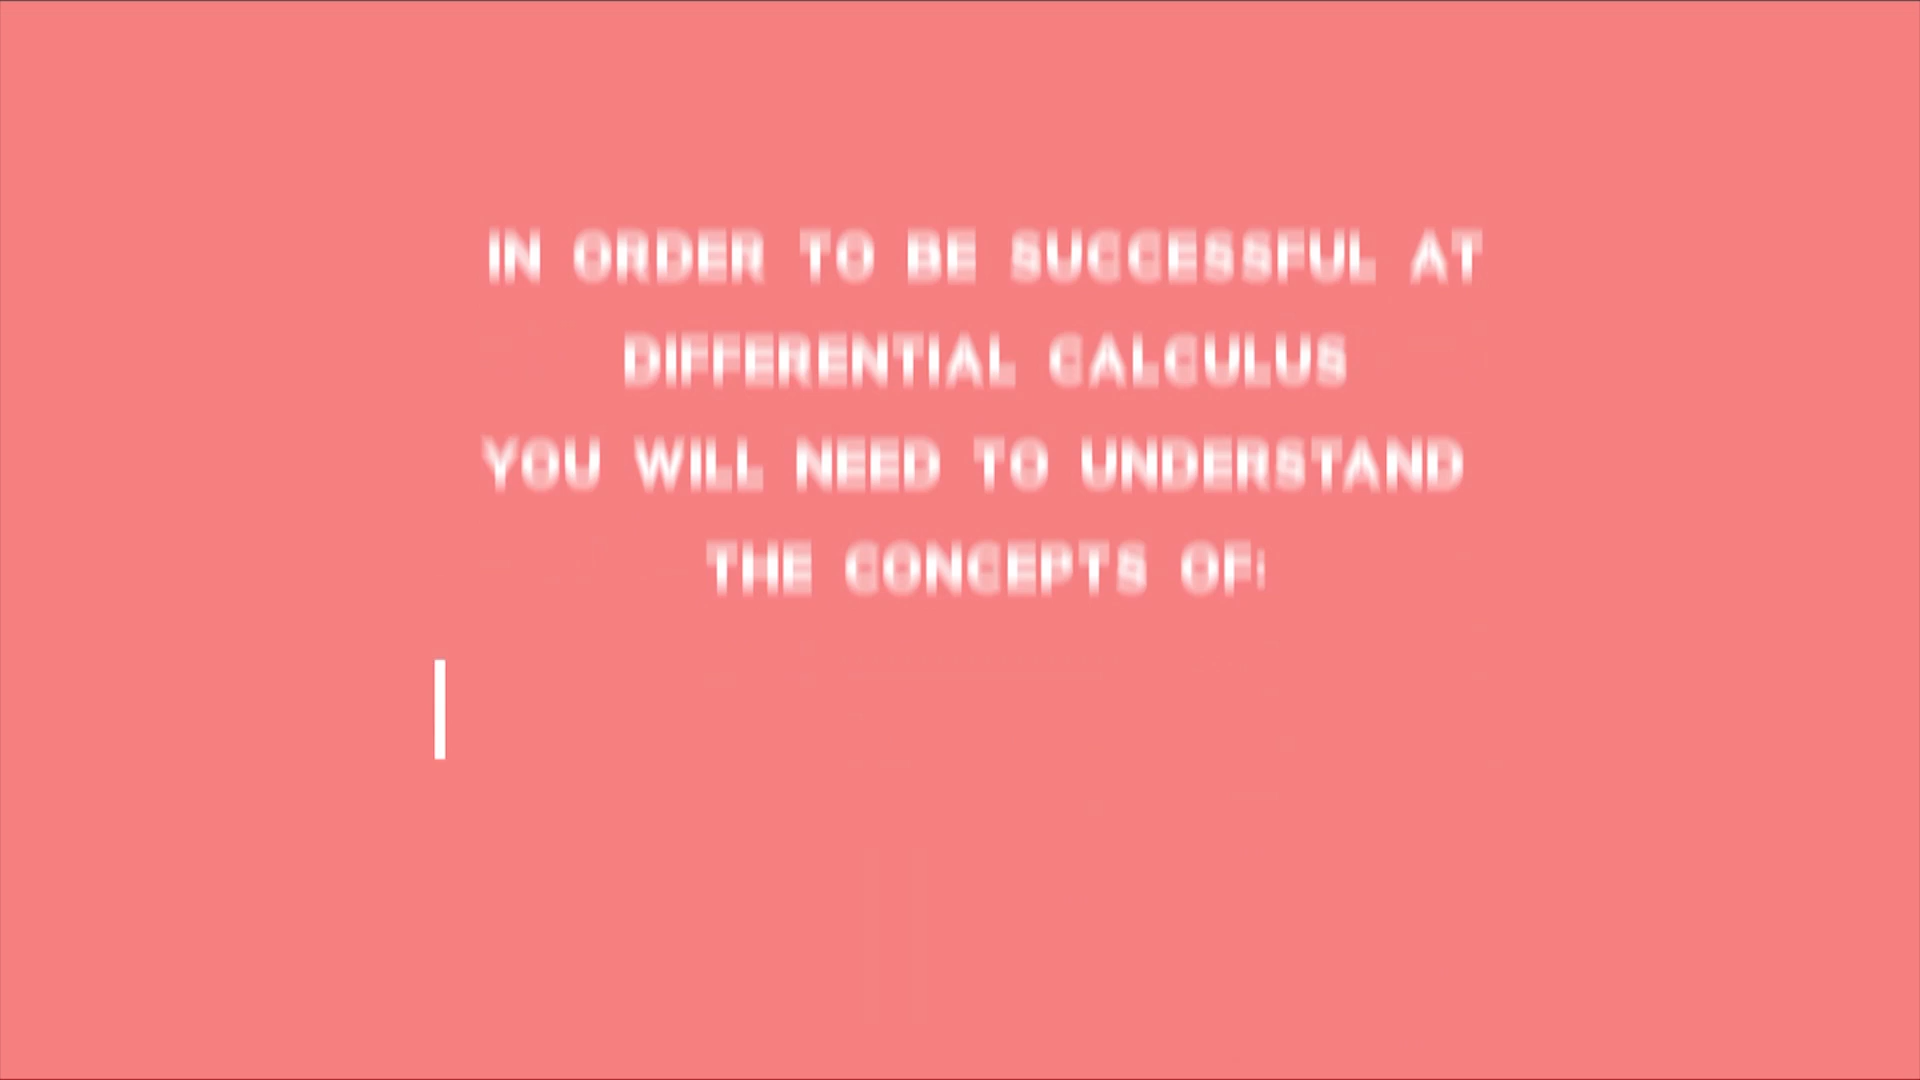 IN ORDER TO BE SUCCESSFUL AT
DIFFERENTIAL CALCULUS
YOU WILL NEED TO UNDERSTAND
THE CONCEPTS OF: